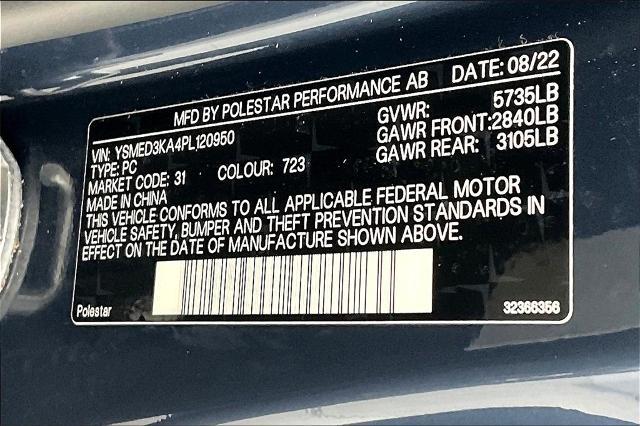 MFD BY POLESTAR PERFORMANCE AB DATE: 08/22
VIN: YSMED3KA4PL120950 GVWR: 5735LB
TYPE: PC GAWR FRONT: 2840LB
MARKET CODE: 31 COLOUR: 723 GAWR REAR: 3105LB
MADE IN CHINA
THIS VEHICLE CONFORMS TO ALL APPLICABLE FEDERAL MOTOR
VEHICLE SAFETY, BUMPER AND THEFT PREVENTION STANDARDS IN
EFFECT ON THE DATE OF MANUFACTURE SHOWN ABOVE.
Polestar 32366356